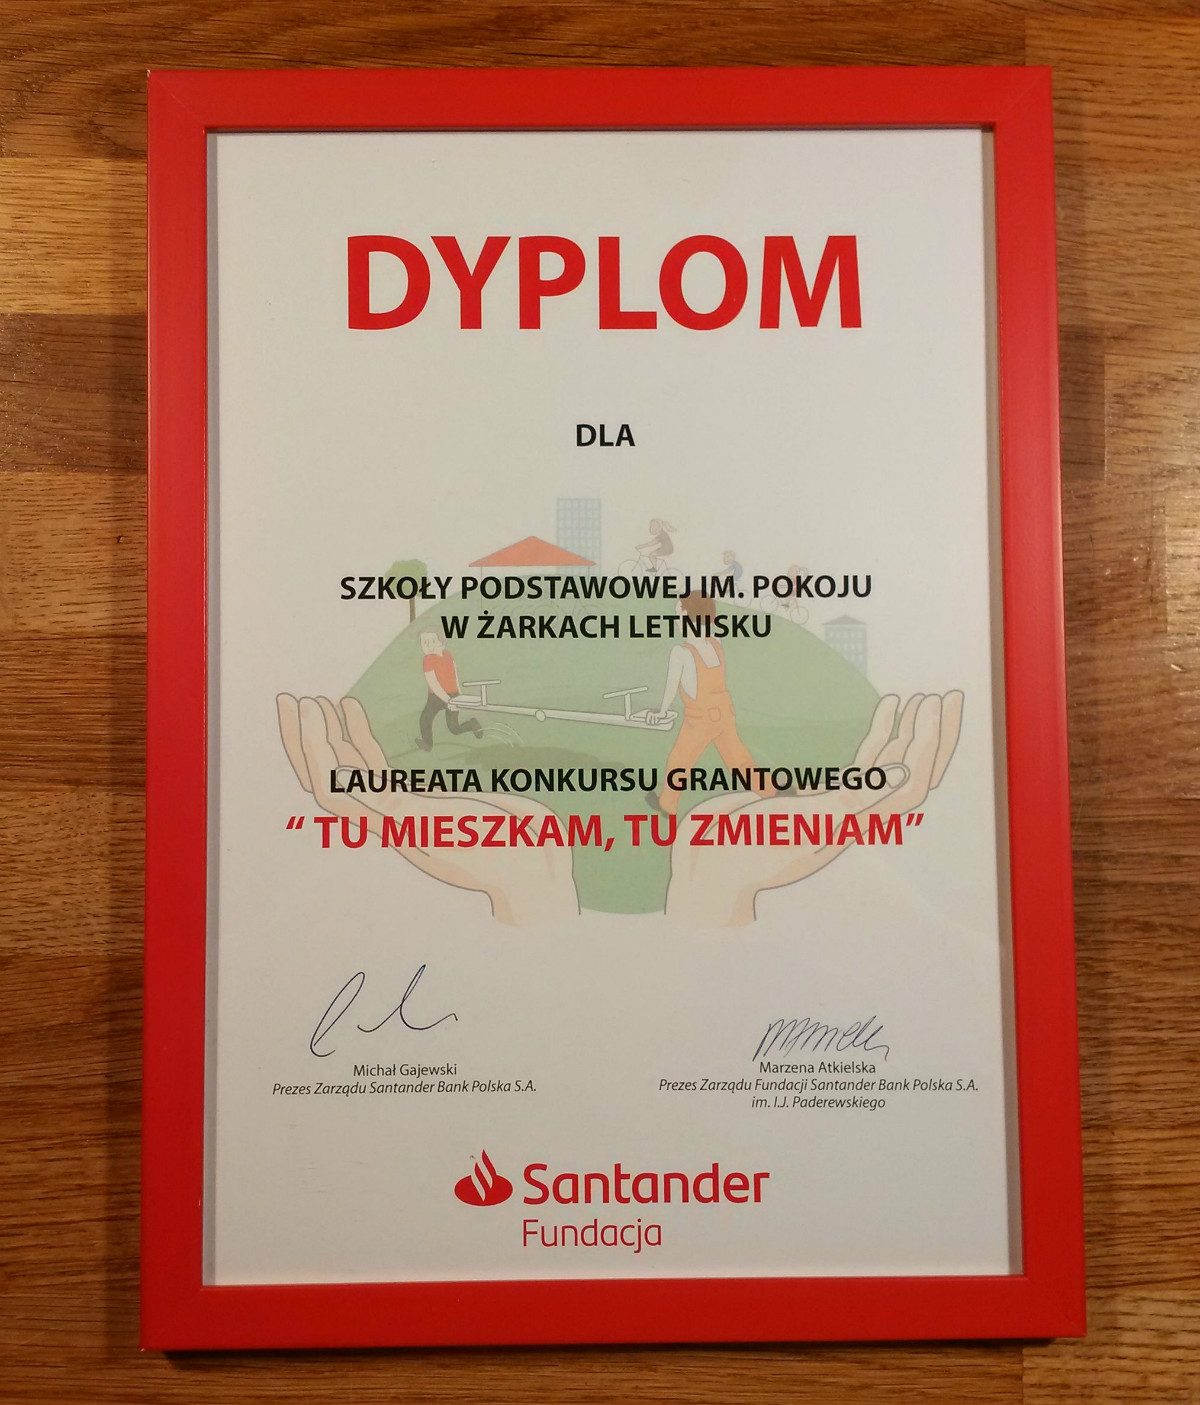 DYPLOM
DLA
SZKOŁY PODSTAWOWEJ IM. POKOJU
W ŻARKACH LETNISKU
LAUREATA KONKURSU GRANTOWEGO
“ TU MIESZKAM, TU ZMIENIAM”
Michał Gajewski
Prezes Zarządu Santander Bank Polska S.A.
Marzena Atkielska
Prezes Zarządu Fundacji Santander Bank Polska S.A.
im. I.J. Paderewskiego
Santander
Fundacja